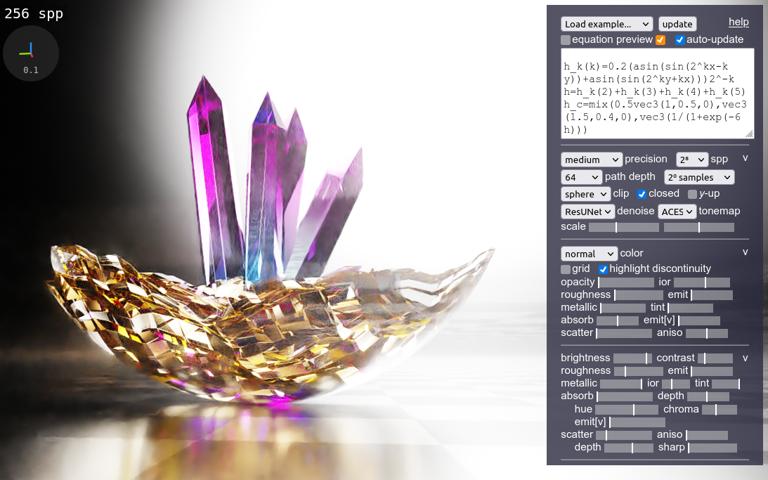 256 spp
0.1
Load example... update help
equation preview auto-update
h_k(k)=0.2(asin(sin(2^kx-k
y))+asin(sin(2^ky+kx)))2^-k
h=h_k(2)+h_k(3)+h_k(4)+h_k(5)
h_c=mix(0.5vec3(1,0.5,0),vec3
(1.5,0.4,0),vec3(1/(1+exp(-6
h)))
medium precision 2⁸ spp v
64 path depth 2⁰ samples
sphere clip closed y-up
ResUNet denoise ACES tonemap
scale
normal color v
grid highlight discontinuity
opacity ior
roughness emit
metallic tint
absorb emit[v]
scatter aniso
brightness contrast v
roughness emit
metallic ior tint
absorb depth
hue chroma
emit[v]
scatter aniso
depth sharp